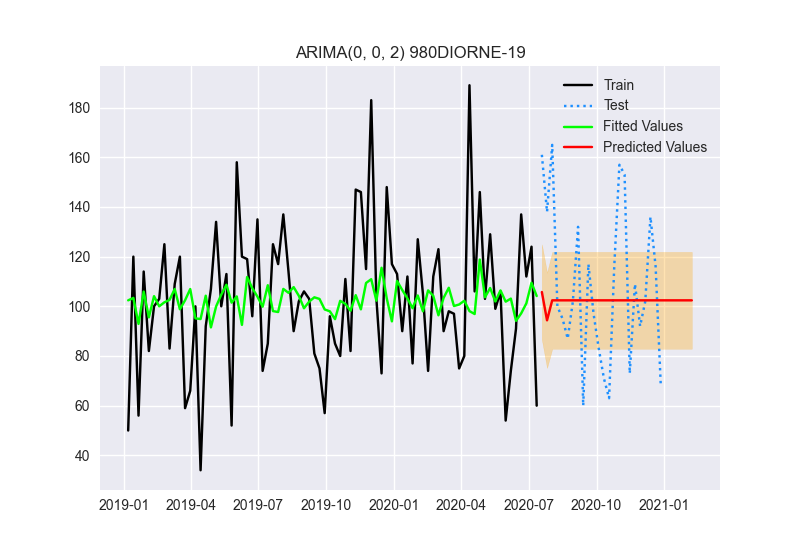 ARIMA(0, 0, 2) 980DIORNE-19
Train
Test
Fitted Values
Predicted Values
180
160
140
120
100
80
60
40
2019-01 2019-04 2019-07 2019-10 2020-01 2020-04 2020-07 2020-10 2021-01